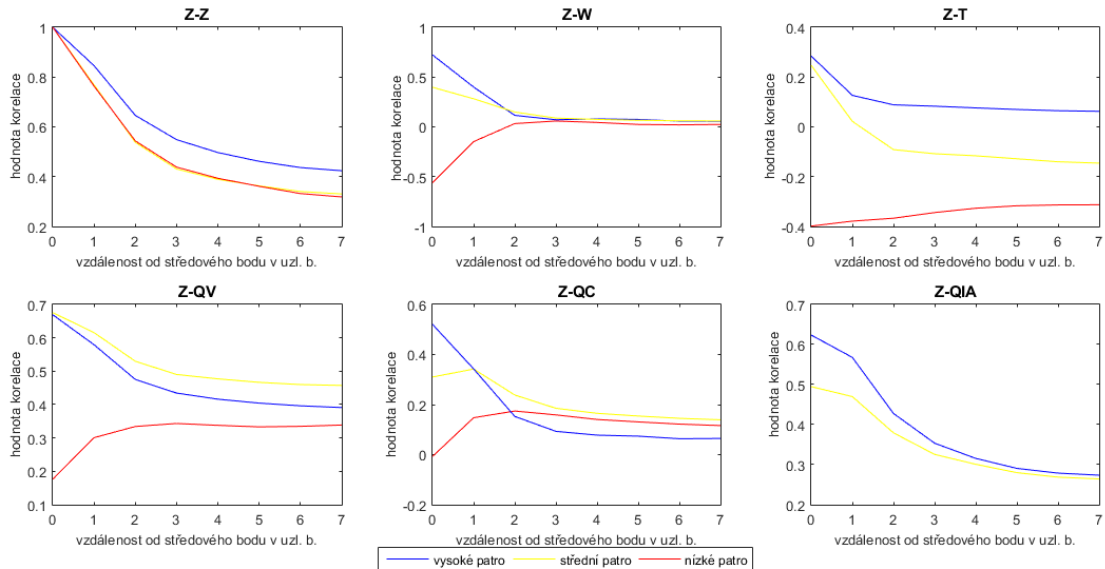 Z-Z
1
0.8
0.6
0.4
0.2
hodnota korelace
0 1 2 3 4 5 6 7
vzdálenost od středového bodu v uzl. b.
Z-W
1
0.5
0
-0.5
-1
hodnota korelace
0 1 2 3 4 5 6 7
vzdálenost od středového bodu v uzl. b.
Z-T
0.4
0.2
0
-0.2
-0.4
hodnota korelace
0 1 2 3 4 5 6 7
vzdálenost od středového bodu v uzl. b.
Z-QV
0.7
0.6
0.5
0.4
0.3
0.2
0.1
hodnota korelace
0 1 2 3 4 5 6 7
vzdálenost od středového bodu v uzl. b.
Z-QC
0.6
0.4
0.2
0
-0.2
hodnota korelace
0 1 2 3 4 5 6 7
vzdálenost od středového bodu v uzl. b.
Z-QIA
0.7
0.6
0.5
0.4
0.3
0.2
hodnota korelace
0 1 2 3 4 5 6 7
vzdálenost od středového bodu v uzl. b.
vysoké patro střední patro nízké patro